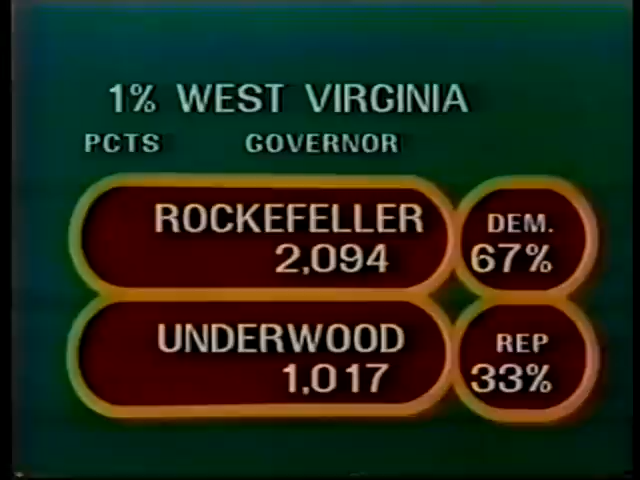 1% WEST VIRGINIA
PCTS GOVERNOR
ROCKEFELLER DEM.
2,094 67%
UNDERWOOD REP
1,017 33%